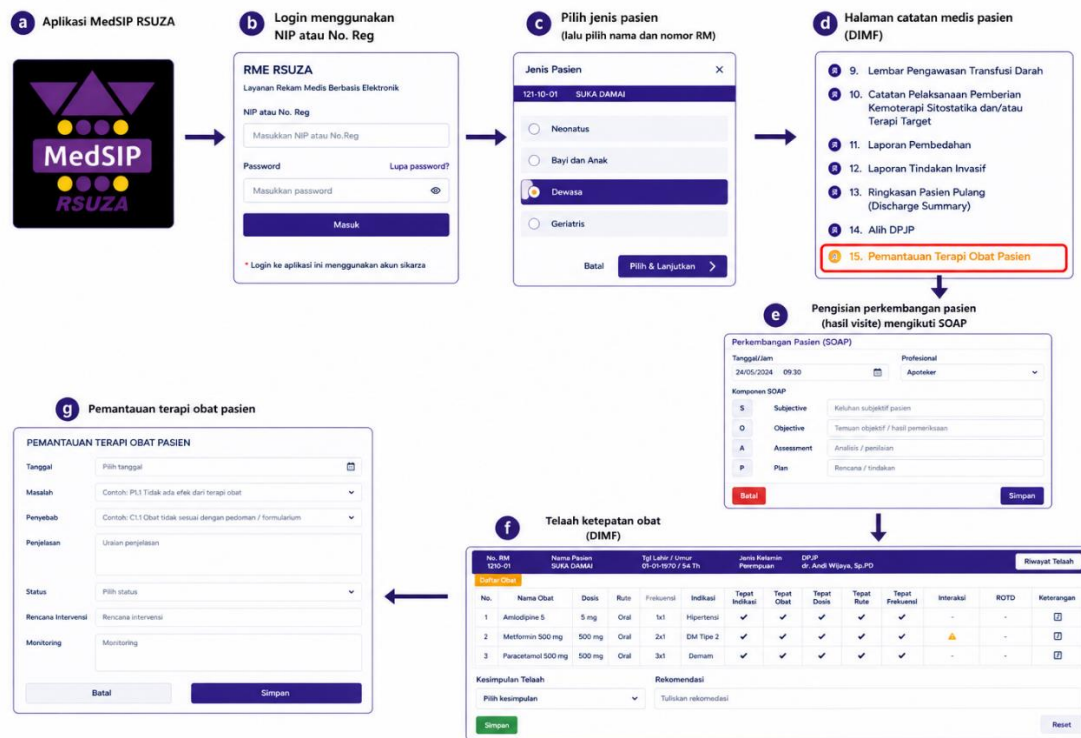 a Aplikasi MedSIP RSUZA
MedSIP
RSUZA
b Login menggunakan
NIP atau No. Reg
RME RSUZA
Layanan Rekam Medis Berbasis Elektronik
NIP atau No. Reg
Masukkan NIP atau No.Reg
Password Lupa password?
Masukkan password
Masuk
* Login ke aplikasi ini menggunakan akun sikarza
c Pilih jenis pasien
(lalu pilih nama dan nomor RM)
Jenis Pasien ×
121-10-01 SUKA DAMAI
Neonatus
Bayi dan Anak
Dewasa
Geriatris
Batal Pilih & Lanjutkan >
d Halaman catatan medis pasien
(DIMF)
9. Lembar Pengawasan Transfusi Darah
10. Catatan Pelaksanaan Pemberian
Kemoterapi Sitostatika dan/atau
Terapi Target
11. Laporan Pembedahan
12. Laporan Tindakan Invasif
13. Ringkasan Pasien Pulang
(Discharge Summary)
14. Alih DPJP
15. Pemantauan Terapi Obat Pasien
e Pengisian perkembangan pasien
(hasil visite) mengikuti SOAP
Perkembangan Pasien (SOAP)
Tanggal/Jam Profesional
24/05/2024 09.30 Apoteker
Komponen SOAP
S Subjective Keluhan subjektif pasien
O Objective Temuan objektif / hasil pemeriksaan
A Assessment Analisis / penilaian
P Plan Rencana / tindakan
Batal Simpan
f Telaah ketepatan obat
(DIMF)
No. RM Nama Pasien Tgl Lahir / Umur Jenis Kelamin DPJP
1210-01 SUKA DAMAI 01-01-1970 / 54 Th Perempuan dr. Andi Wijaya, Sp.PD
Riwayat Telaah
Daftar Obat
No. Nama Obat Dosis Rute Frekuensi Indikasi Tepat Indikasi Tepat Obat Tepat Dosis Tepat Rute Tepat Frekuensi Interaksi ROTD Keterangan
1 Amlodipine 5 5 mg Oral 1x1 Hipertensi ✔ ✔ ✔ ✔ ✔ - -
2 Metformin 500 mg 500 mg Oral 2x1 DM Tipe 2 ✔ ✔ ✔ ✔ ✔ -
3 Paracetamol 500 mg 500 mg Oral 3x1 Demam ✔ ✔ ✔ ✔ ✔ - -
Kesimpulan Telaah Rekomendasi
Pilih kesimpulan Tuliskan rekomedasi
Simpan Reset
g Pemantauan terapi obat pasien
PEMANTAUAN TERAPI OBAT PASIEN
Tanggal Pilih tanggal
Masalah Contoh: P1.1 Tidak ada efek dari terapi obat
Penyebab Contoh: C1.1 Obat tidak sesuai dengan pedoman / formularium
Penjelasan Uraian penjelasan
Status Pilih status
Rencana Intervensi Rencana intervensi
Monitoring Monitoring
Batal Simpan